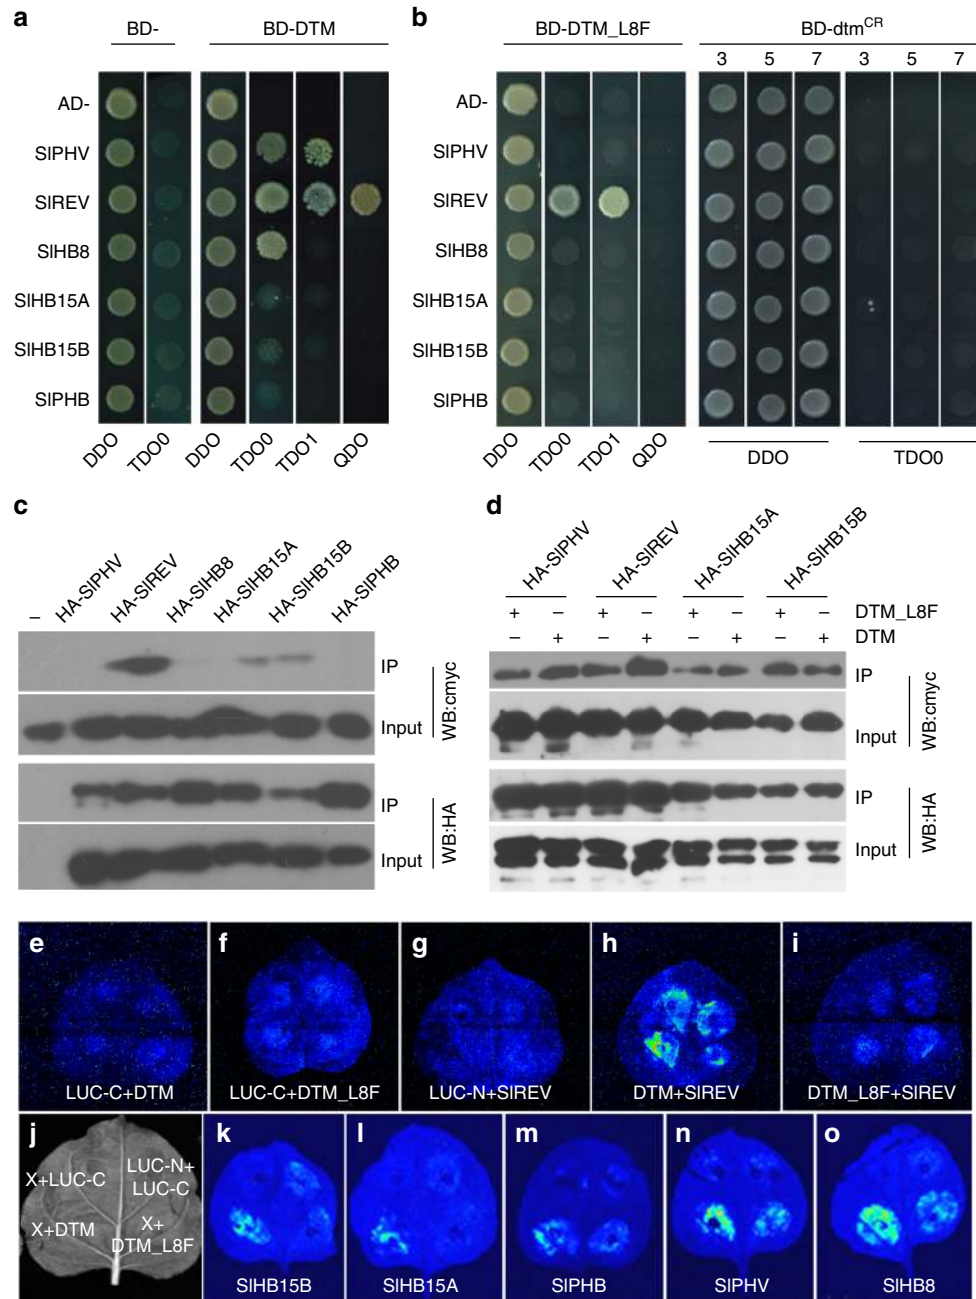 a
BD-
BD-DTM
AD-
SlPHV
SlREV
SlHB8
SlHB15A
SlHB15B
SlPHB
DDO
TDO0
DDO
TDO0
TDO1
QDO
b
BD-DTM_L8F
BD-dtmCR
3 5 7 3 5 7
AD-
SlPHV
SlREV
SlHB8
SlHB15A
SlHB15B
SlPHB
DDO
TDO0
TDO1
QDO
DDO
TDO0
c
–
HA-SlPHV
HA-SlREV
HA-SlHB8
HA-SlHB15A
HA-SlHB15B
HA-SlPHB
IP
Input
WB:cmyc
IP
Input
WB:HA
d
HA-SlPHV
HA-SlREV
HA-SlHB15A
HA-SlHB15B
+ – + – + – + – DTM_L8F
– + – + – + – + DTM
IP
Input
WB:cmyc
IP
Input
WB:HA
e
LUC-C+DTM
f
LUC-C+DTM_L8F
g
LUC-N+SlREV
h
DTM+SlREV
i
DTM_L8F+SlREV
j
X+LUC-C
LUC-N+
LUC-C
X+DTM
X+
DTM_L8F
k
SlHB15B
l
SlHB15A
m
SlPHB
n
SlPHV
o
SlHB8